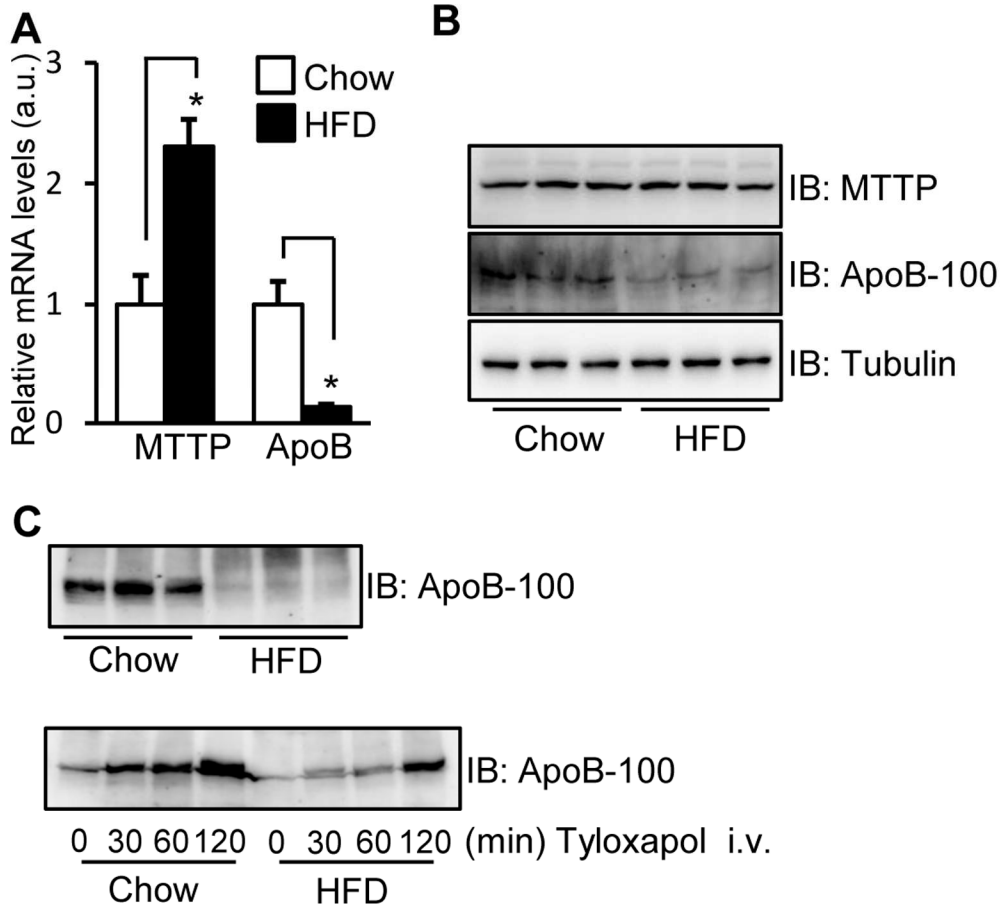 A
Relative mRNA levels (a.u.)
3
2
1
0
Chow
HFD
*
*
MTTP ApoB
B
IB: MTTP
IB: ApoB-100
IB: Tubulin
Chow HFD
C
IB: ApoB-100
Chow HFD
IB: ApoB-100
0 30 60 120 0 30 60 120 (min) Tyloxapol i.v.
Chow HFD